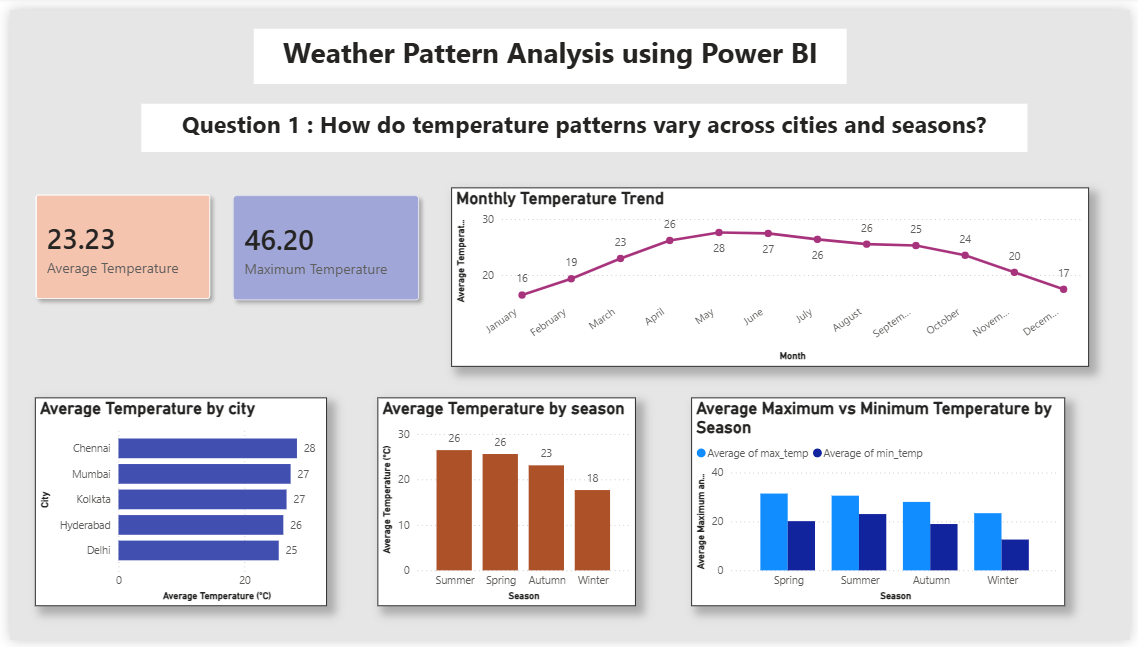 Weather Pattern Analysis using Power BI
Question 1 : How do temperature patterns vary across cities and seasons?
23.23
Average Temperature
46.20
Maximum Temperature
Monthly Temperature Trend
Average Temperat...
30
20
16
19
23
26
28
27
26
26
25
24
20
17
January
February
March
April
May
June
July
August
Septem...
October
Novem...
Decem...
Month
Average Temperature by city
City
Chennai
28
Mumbai
27
Kolkata
27
Hyderabad
26
Delhi
25
0
20
Average Temperature (°C)
Average Temperature by season
Average Temperature (°C)
30
20
10
0
26
26
23
18
Summer
Spring
Autumn
Winter
Season
Average Maximum vs Minimum Temperature by
Season
Average of max_temp
Average of min_temp
Average Maximum an...
40
20
0
Spring
Summer
Autumn
Winter
Season